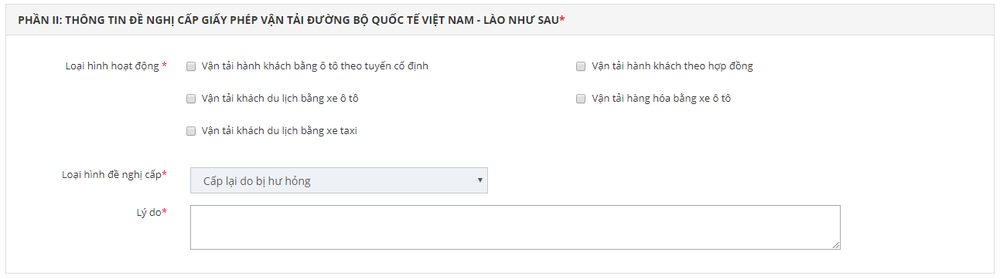 PHẦN II: THÔNG TIN ĐỀ NGHỊ CẤP GIẤY PHÉP VẬN TẢI ĐƯỜNG BỘ QUỐC TẾ VIỆT NAM - LÀO NHƯ SAU*
Loại hình hoạt động * Vận tải hành khách bằng ô tô theo tuyến cố định Vận tải hành khách theo hợp đồng
Vận tải khách du lịch bằng xe ô tô Vận tải hàng hóa bằng xe ô tô
Vận tải khách du lịch bằng xe taxi
Loại hình đề nghị cấp* Cấp lại do bị hư hỏng
Lý do*